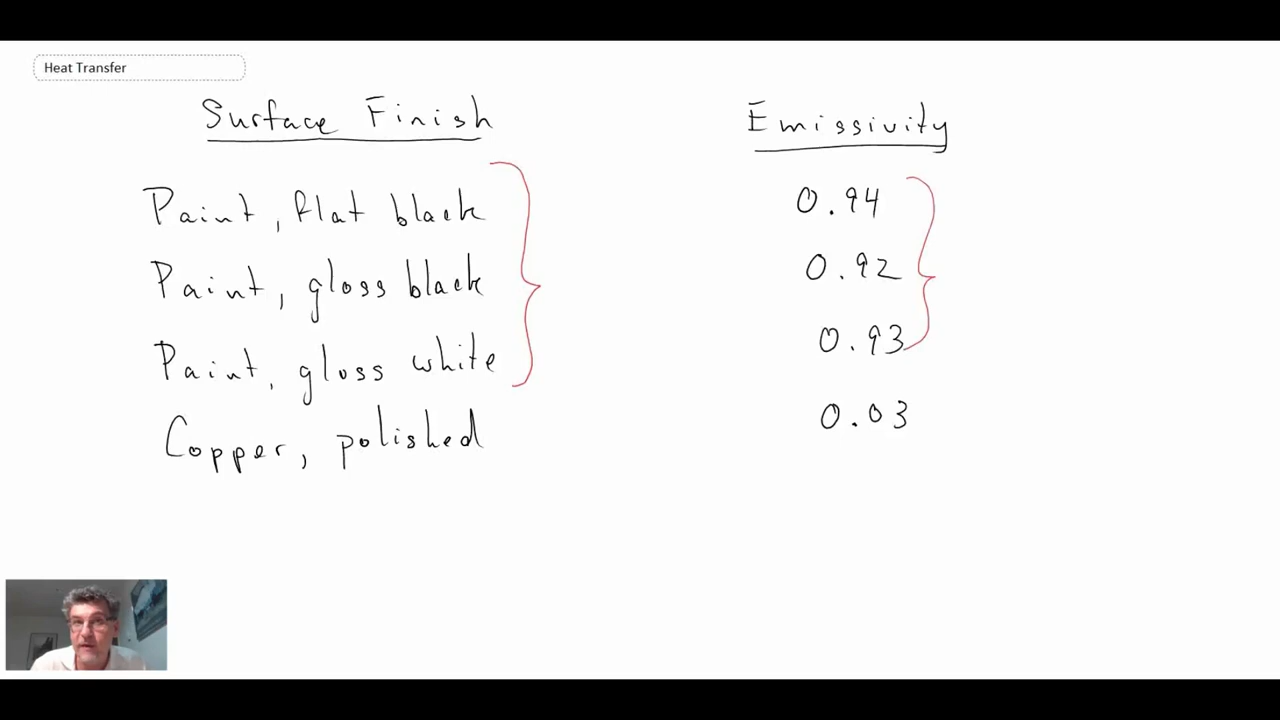 Heat Transfer
Surface Finish Emissivity
Paint, flat black 0.94
Paint, gloss black 0.92
Paint, gloss white 0.93
Copper, polished 0.03